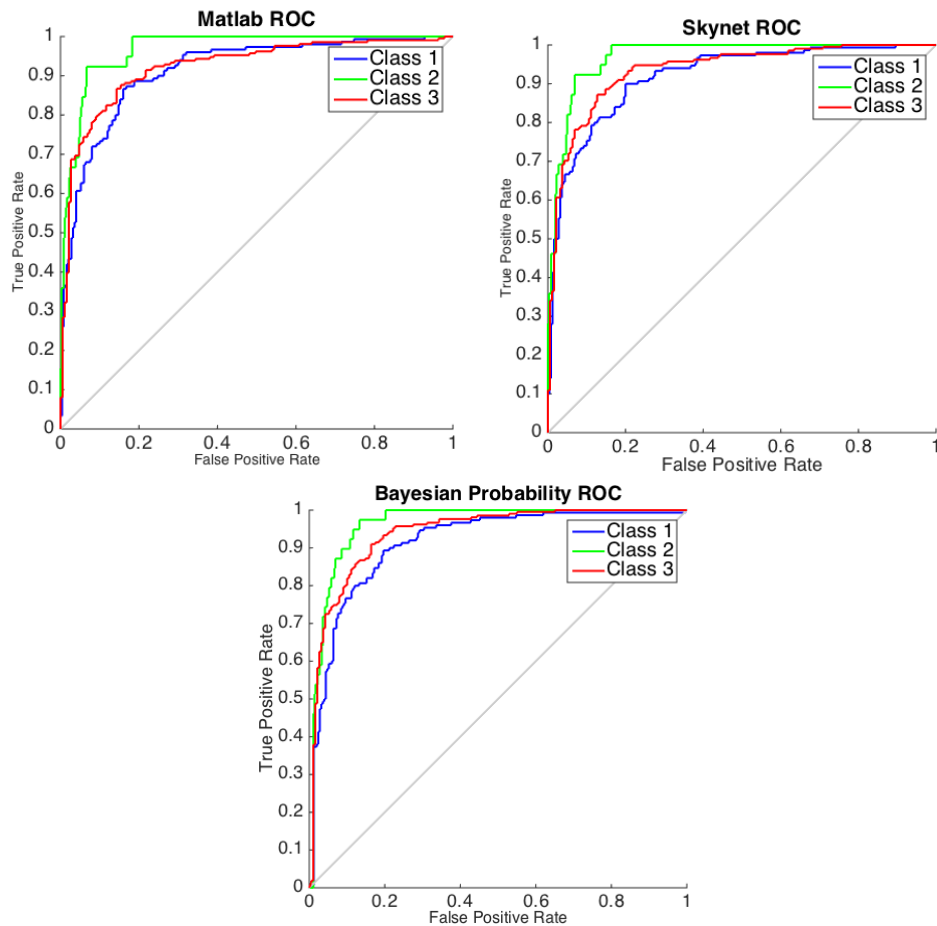 Matlab ROC
1
0.9
0.8
0.7
0.6
0.5
0.4
0.3
0.2
0.1
0
True Positive Rate
Class 1
Class 2
Class 3
0
0.2
0.4
0.6
0.8
1
False Positive Rate
Skynet ROC
1
0.9
0.8
0.7
0.6
0.5
0.4
0.3
0.2
0.1
0
True Positive Rate
Class 1
Class 2
Class 3
0
0.2
0.4
0.6
0.8
1
False Positive Rate
Bayesian Probability ROC
1
0.9
0.8
0.7
0.6
0.5
0.4
0.3
0.2
0.1
0
True Positive Rate
Class 1
Class 2
Class 3
0
0.2
0.4
0.6
0.8
1
False Positive Rate